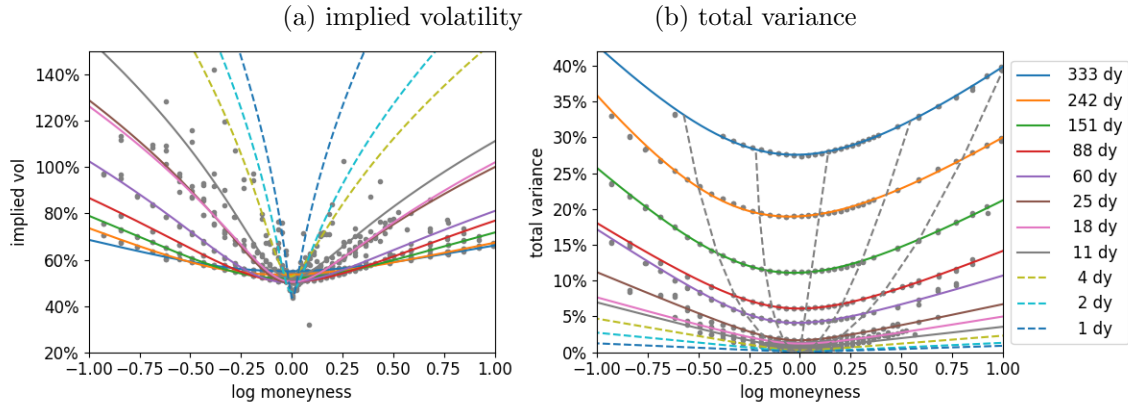 (a) implied volatility
(b) total variance
implied vol
140%
120%
100%
80%
60%
40%
20%
−1.00 −0.75 −0.50 −0.25 0.00 0.25 0.50 0.75 1.00
log moneyness
total variance
40%
35%
30%
25%
20%
15%
10%
5%
0%
−1.00 −0.75 −0.50 −0.25 0.00 0.25 0.50 0.75 1.00
log moneyness
333 dy
242 dy
151 dy
88 dy
60 dy
25 dy
18 dy
11 dy
4 dy
2 dy
1 dy